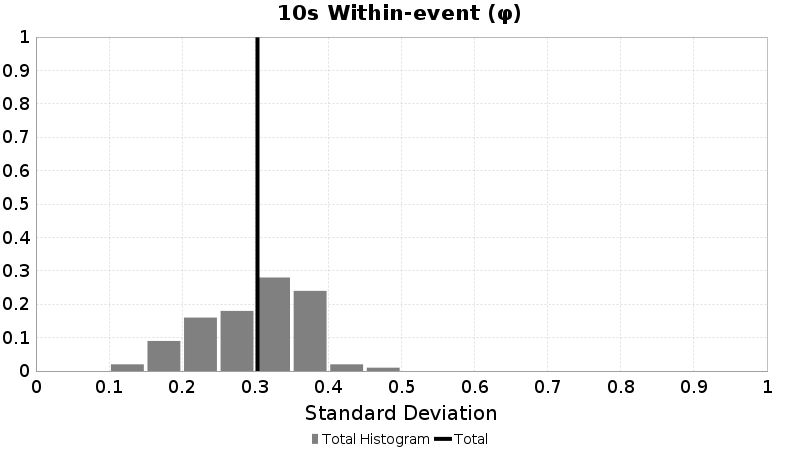 10s Within-event (φ)
1
0.9
0.8
0.7
0.6
0.5
0.4
0.3
0.2
0.1
0
0 0.1 0.2 0.3 0.4 0.5 0.6 0.7 0.8 0.9 1
Standard Deviation
Total Histogram Total